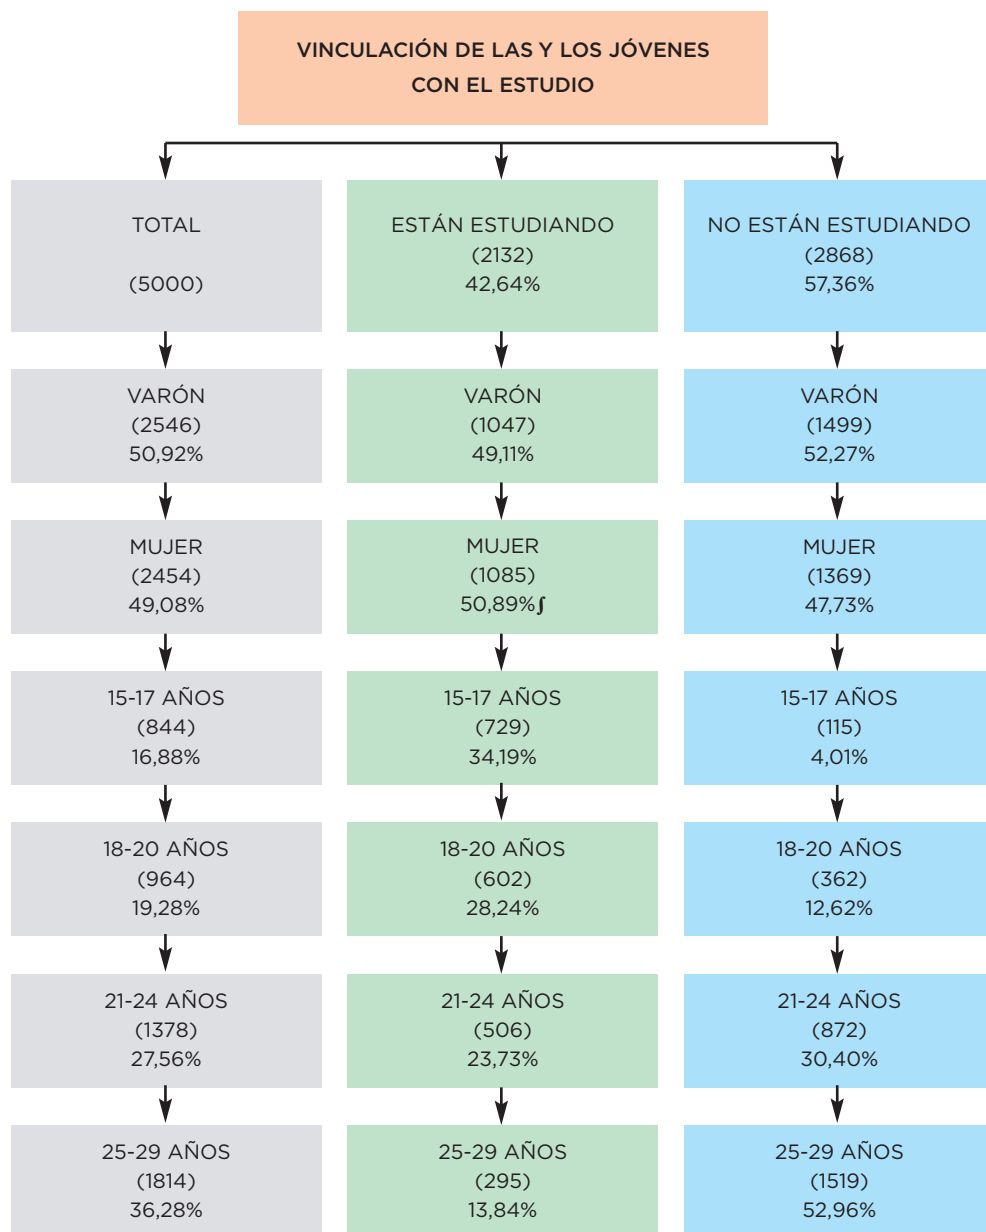 VINCULACIÓN DE LAS Y LOS JÓVENES
CON EL ESTUDIO
TOTAL
(5000)
ESTÁN ESTUDIANDO
(2132)
42,64%
NO ESTÁN ESTUDIANDO
(2868)
57,36%
VARÓN
(2546)
50,92%
VARÓN
(1047)
49,11%
VARÓN
(1499)
52,27%
MUJER
(2454)
49,08%
MUJER
(1085)
50,89%ʃ
MUJER
(1369)
47,73%
15-17 AÑOS
(844)
16,88%
15-17 AÑOS
(729)
34,19%
15-17 AÑOS
(115)
4,01%
18-20 AÑOS
(964)
19,28%
18-20 AÑOS
(602)
28,24%
18-20 AÑOS
(362)
12,62%
21-24 AÑOS
(1378)
27,56%
21-24 AÑOS
(506)
23,73%
21-24 AÑOS
(872)
30,40%
25-29 AÑOS
(1814)
36,28%
25-29 AÑOS
(295)
13,84%
25-29 AÑOS
(1519)
52,96%